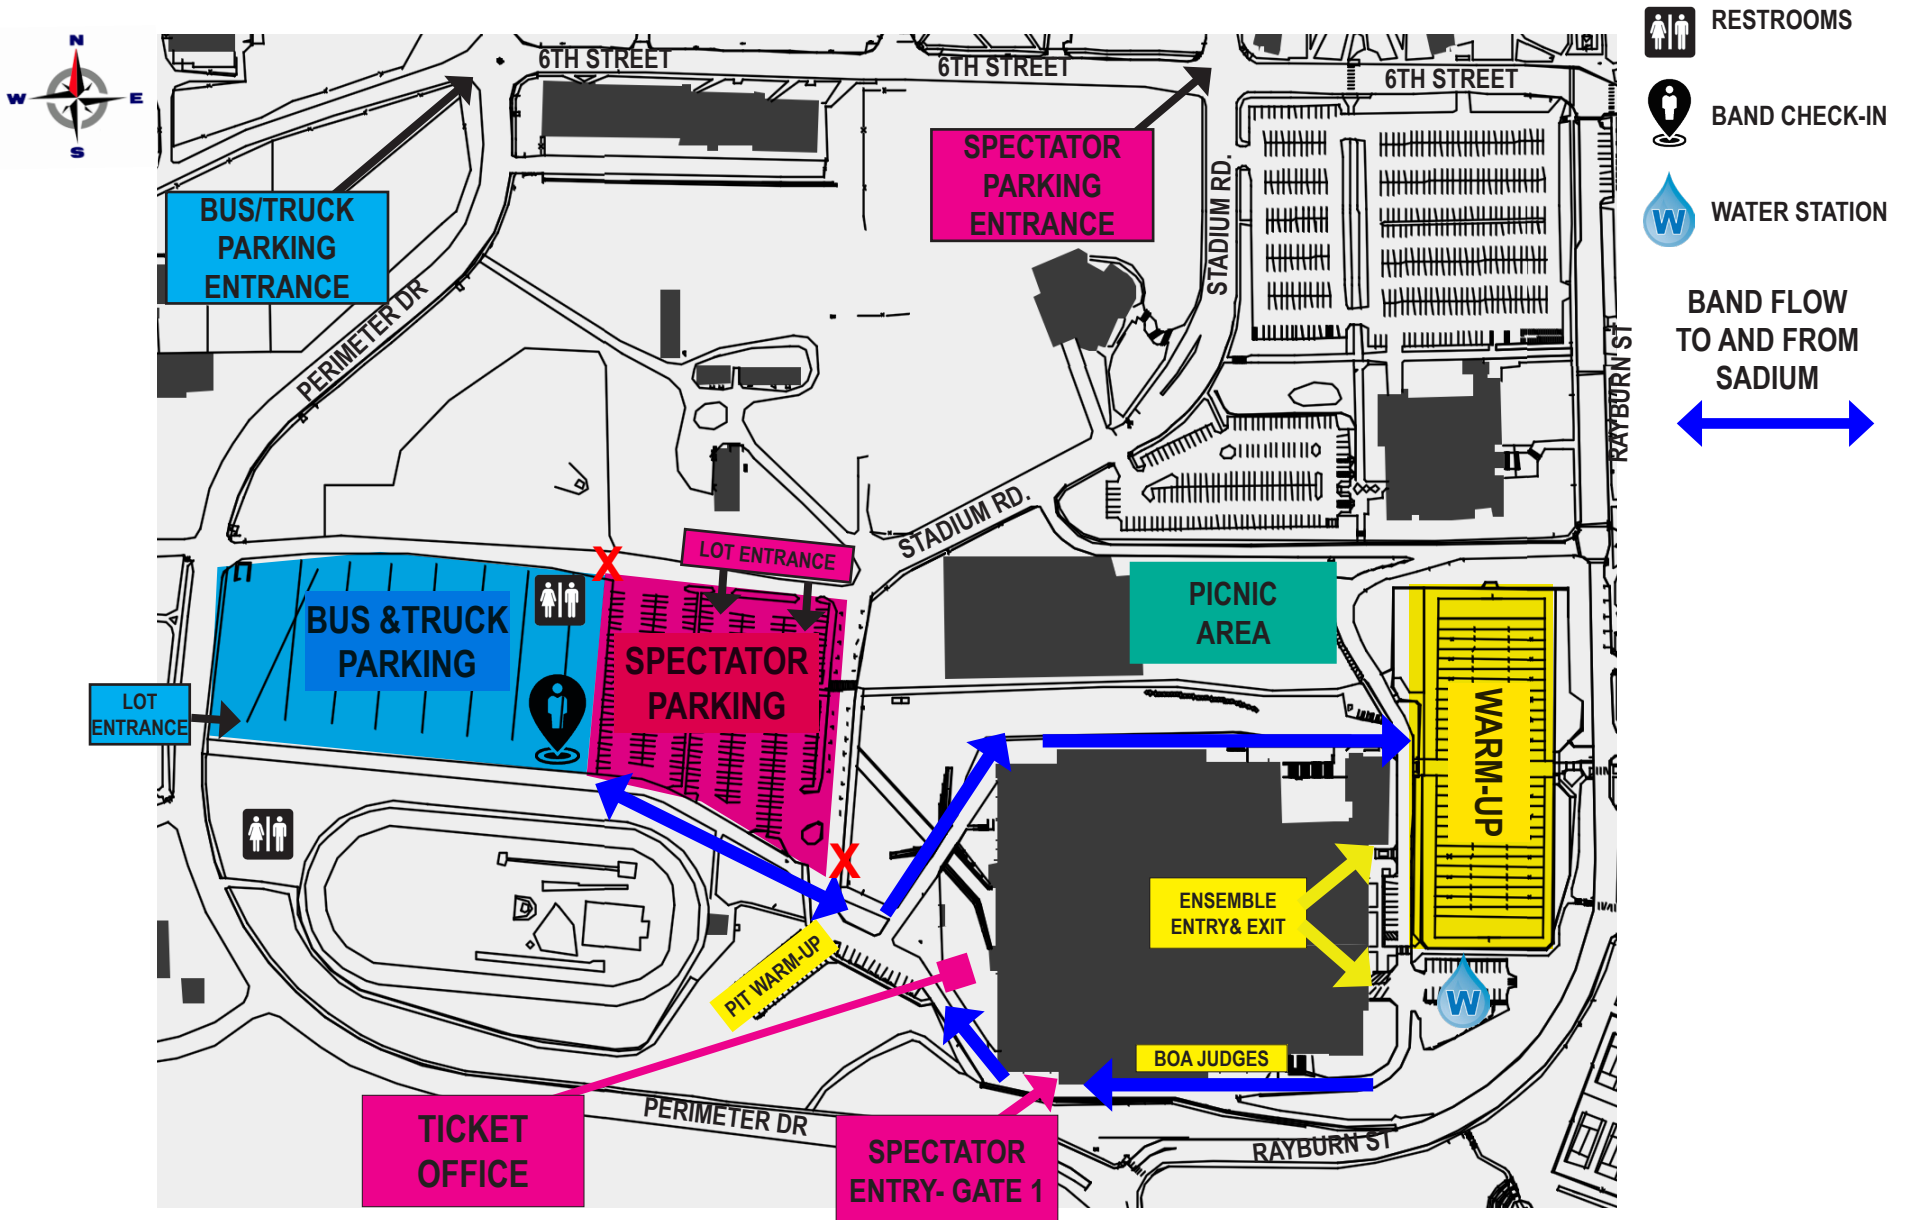 N
W
E
S
6TH STREET
6TH STREET
6TH STREET
RESTROOMS
BAND CHECK-IN
W
WATER STATION
BAND FLOW
TO AND FROM
SADIUM
BUS/TRUCK
PARKING
ENTRANCE
SPECTATOR
PARKING
ENTRANCE
STADIUM RD.
PERIMETER DR
RAYBURN ST
STADIUM RD.
LOT ENTRANCE
X
BUS &TRUCK
PARKING
SPECTATOR
PARKING
PICNIC
AREA
LOT
ENTRANCE
WARM-UP
X
ENSEMBLE
ENTRY& EXIT
PIT WARM-UP
W
BOA JUDGES
TICKET
OFFICE
PERIMETER DR
SPECTATOR
ENTRY- GATE 1
RAYBURN ST